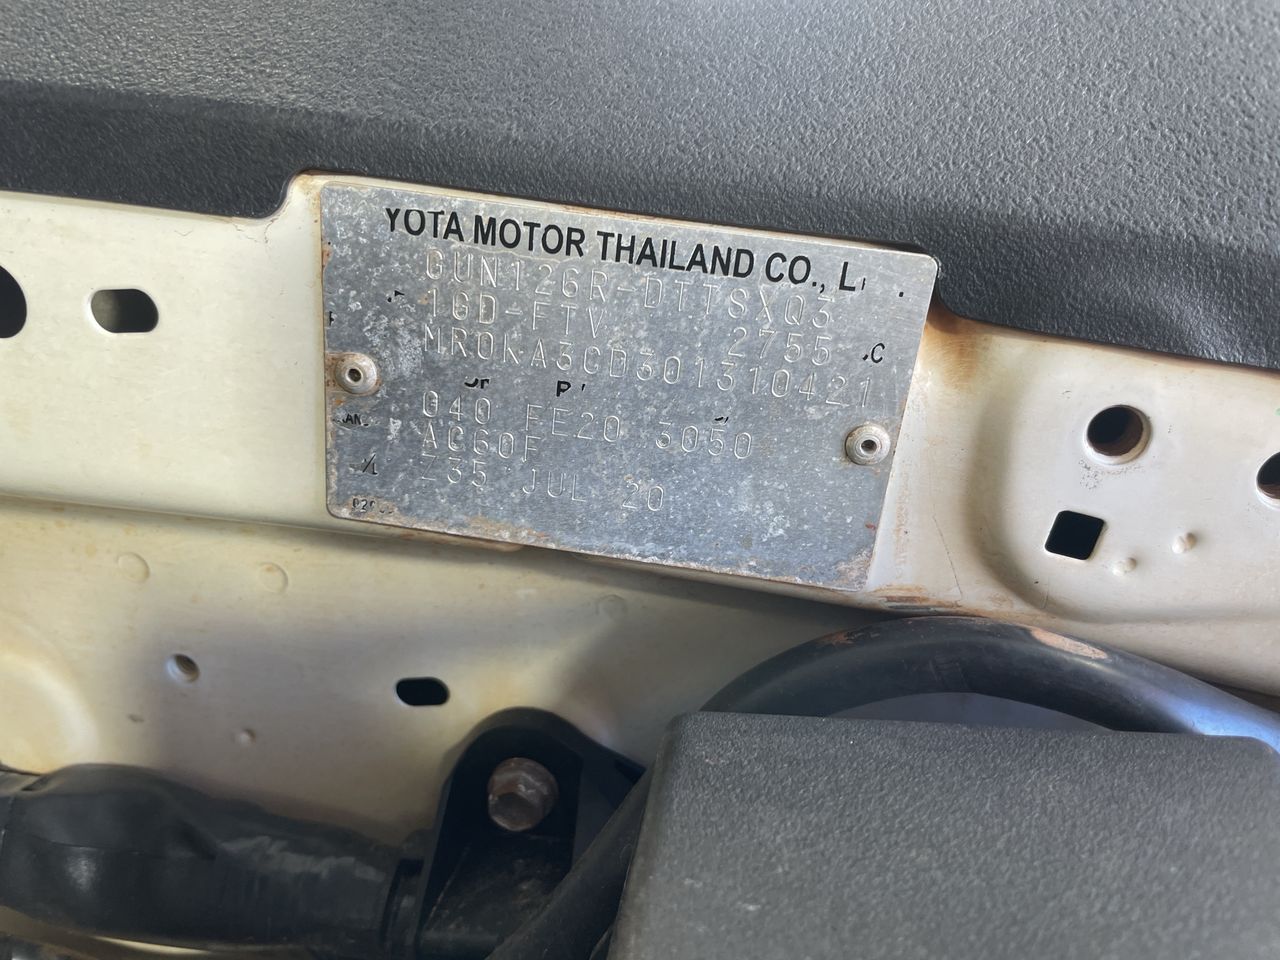 YOTA MOTOR THAILAND CO., L
GUN126R-DTTSXQ3
1GD-FTV 2755 .C
MR0KA3CD301310421
040 FE20 3050
AC60F
Z35 JUL 20